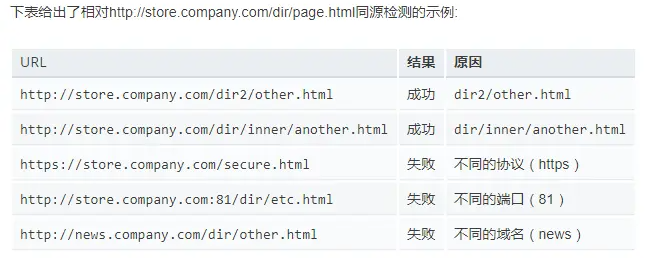 下表给出了相对http://store.company.com/dir/page.html同源检测的示例:
URL 结果 原因
http://store.company.com/dir2/other.html 成功 dir2/other.html
http://store.company.com/dir/inner/another.html 成功 dir/inner/another.html
https://store.company.com/secure.html 失败 不同的协议 ( https )
http://store.company.com:81/dir/etc.html 失败 不同的端口 ( 81 )
http://news.company.com/dir/other.html 失败 不同的域名 ( news )